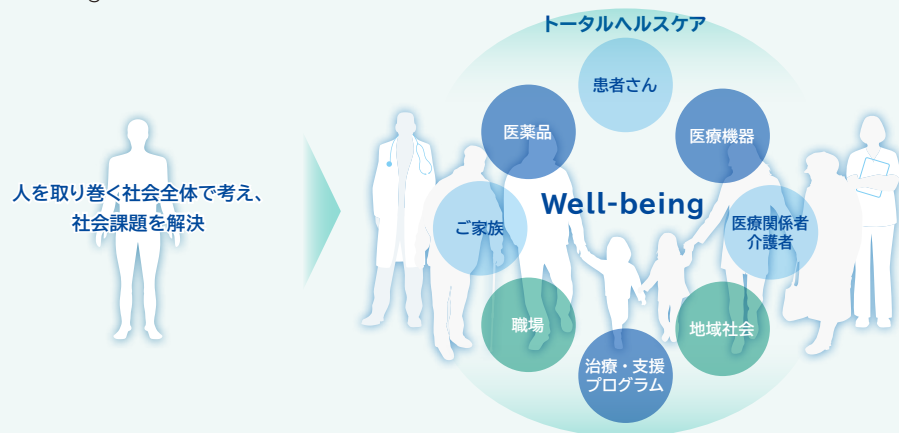 トータルヘルスケア
患者さん
医薬品
医療機器
人を取り巻く社会全体で考え、
社会課題を解決
Well-being
ご家族
医療関係者
介護者
職場
地域社会
治療・支援
プログラム